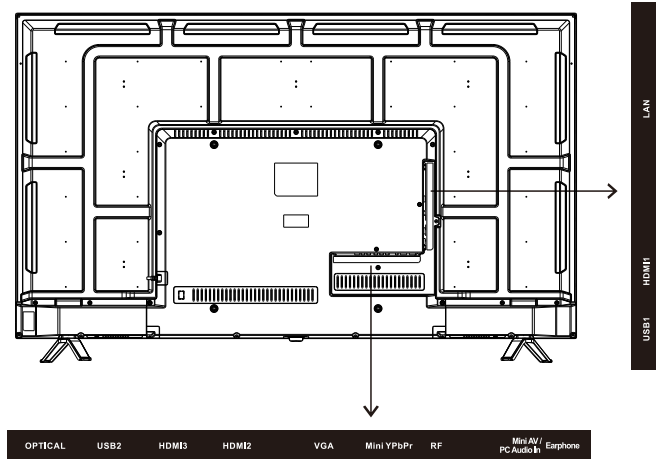 LAN
HDMI1
USB1
OPTICAL USB2 HDMI3 HDMI2 VGA Mini YPbPr RF Mini AV / PC Audio In Earphone